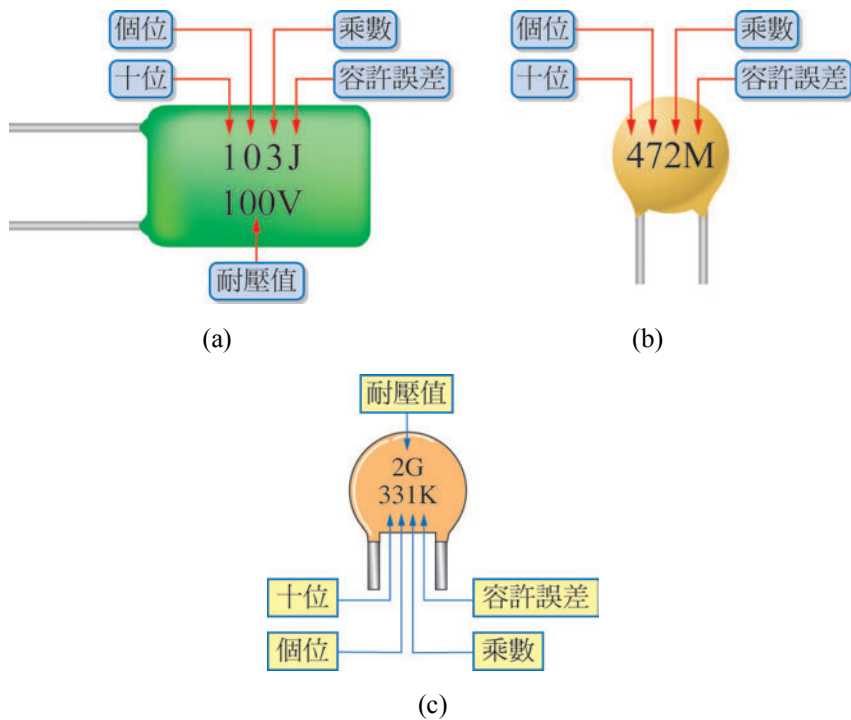 個位
乘數
十位
容許誤差
103J
100V
耐壓值
(a)
個位
乘數
十位
容許誤差
472M
(b)
耐壓值
2G
331K
十位
容許誤差
個位
乘數
(c)